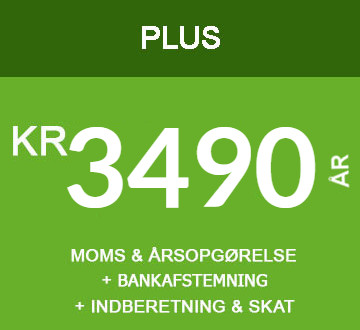 PLUS
KR 3490 ÅR
MOMS & ÅRSOPGØRELSE
+ BANKAFSTEMNING
+ INDBERETNING & SKAT